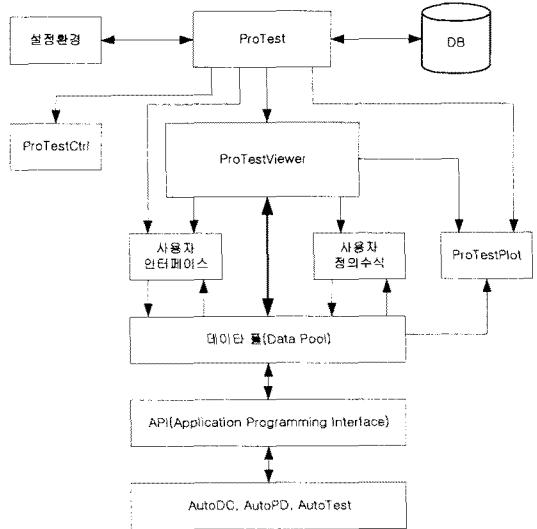 설정환경
ProTest
DB
ProTestCtrl
ProTestViewer
사용자
인터페이스
사용자
정의수식
ProTestPlot
데이타 풀(Data Pool)
API(Application Programming Interface)
AutoDC, AutoPD, AutoTest